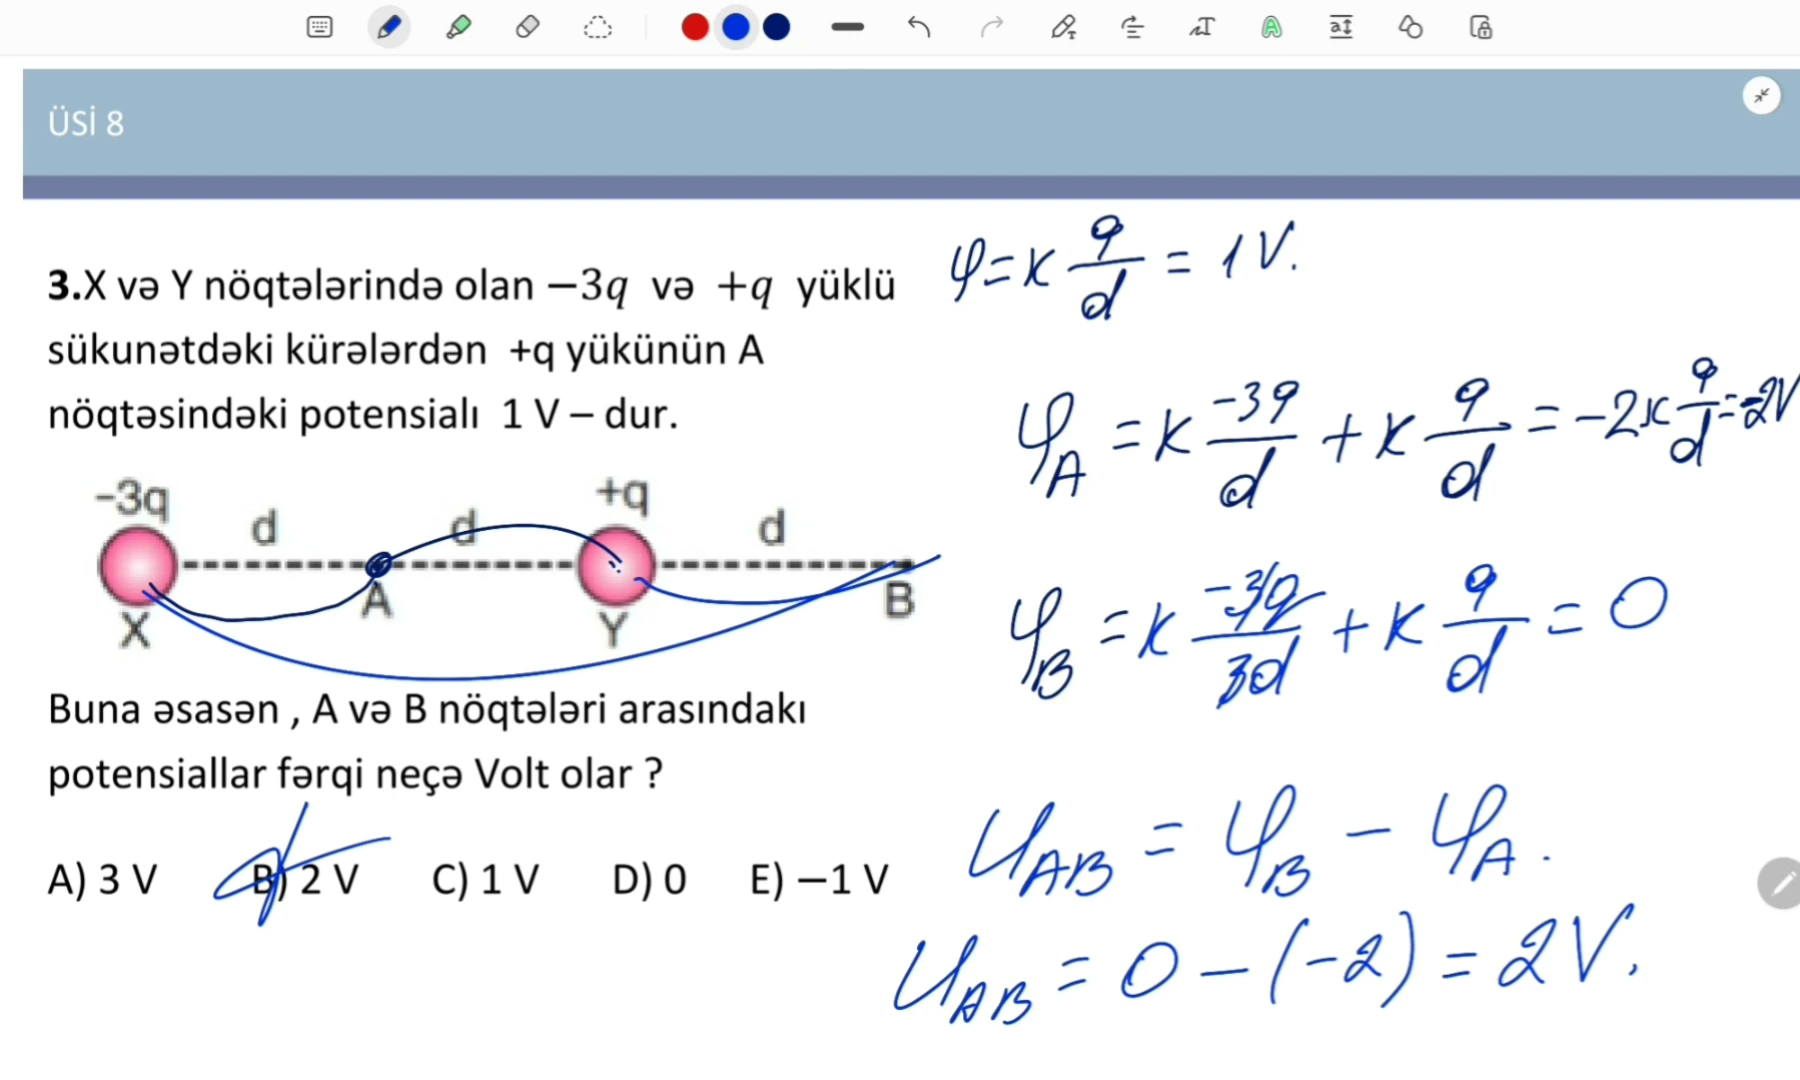 ÜSİ 8
3.X və Y nöqtələrində olan −3q və +q yüklü
sükunətdəki kürələrdən +q yükünün A
nöqtəsindəki potensialı 1 V – dur.
-3q d d +q d
X A Y B
Buna əsasən , A və B nöqtələri arasındakı
potensiallar fərqi neçə Volt olar ?
A) 3 V B) 2 V C) 1 V D) 0 E) −1 V
φ = k q/d = 1 V.
φA = k -3q/d + k q/d = -2k q/d = -2V
φB = k -3q/3d + k q/d = 0
UAB = φB - φA.
UAB = 0 - (-2) = 2V.